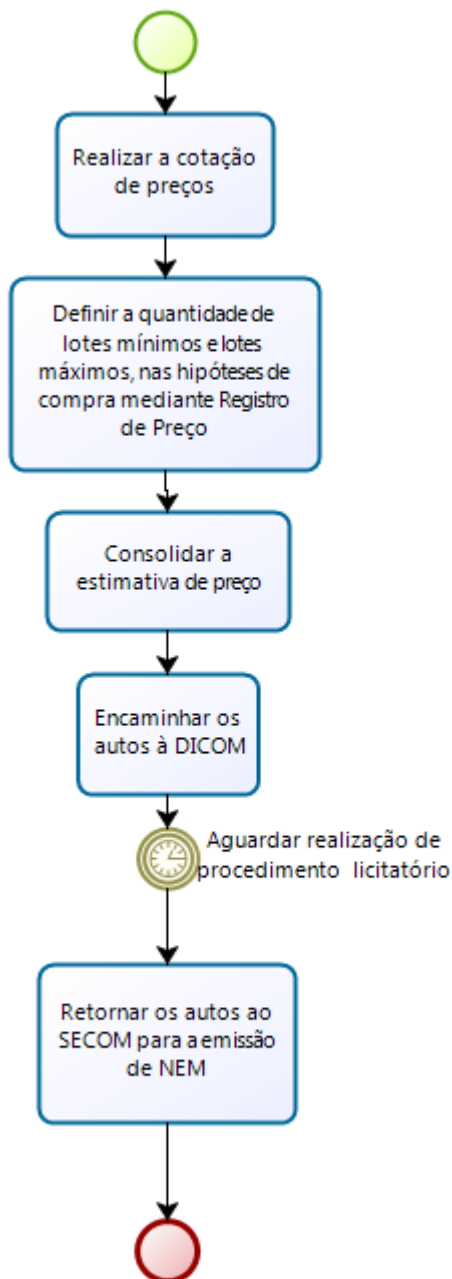 Realizar a cotação
de preços
Definir a quantidade de
lotes mínimos e lotes
máximos, nas hipóteses de
compra mediante Registro
de Preço
Consolidar a
estimativa de preço
Encaminhar os
autos à DICOM
Aguardar realização de
procedimento licitatório
Retornar os autos ao
SECOM para a emissão
de NEM